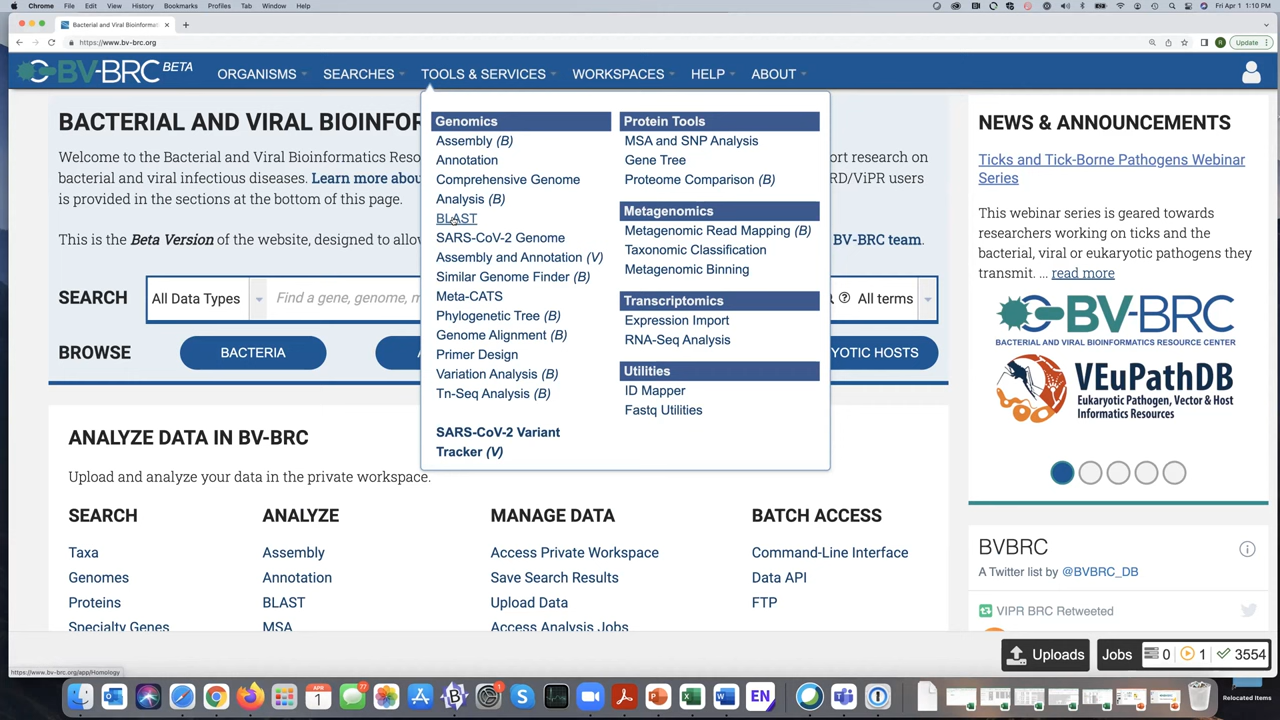 Chrome File Edit View History Bookmarks Profiles Tab Window Help
Fri Apr 1 1:10 PM
Bacterial and Viral Bioinformat
https://www.bv-brc.org
Update
BV-BRC BETA
ORGANISMS SEARCHES TOOLS & SERVICES WORKSPACES HELP ABOUT
BACTERIAL AND VIRAL BIOINFOR
Welcome to the Bacterial and Viral Bioinformatics Reso
ort research on
bacterial and viral infectious diseases. Learn more abou
RD/ViPR users
is provided in the sections at the bottom of this page.
This is the Beta Version of the website, designed to allow
BV-BRC team.
SEARCH All Data Types Find a gene, genome, m
All terms
BROWSE BACTERIA A
YOTIC HOSTS
Genomics
Assembly (B)
Annotation
Comprehensive Genome
Analysis (B)
BLAST
SARS-CoV-2 Genome
Assembly and Annotation (V)
Similar Genome Finder (B)
Meta-CATS
Phylogenetic Tree (B)
Genome Alignment (B)
Primer Design
Variation Analysis (B)
Tn-Seq Analysis (B)
SARS-CoV-2 Variant
Tracker (V)
Protein Tools
MSA and SNP Analysis
Gene Tree
Proteome Comparison (B)
Metagenomics
Metagenomic Read Mapping (B)
Taxonomic Classification
Metagenomic Binning
Transcriptomics
Expression Import
RNA-Seq Analysis
Utilities
ID Mapper
Fastq Utilities
ANALYZE DATA IN BV-BRC
Upload and analyze your data in the private workspace.
SEARCH
Taxa
Genomes
Proteins
Specialty Genes
ANALYZE
Assembly
Annotation
BLAST
MSA
MANAGE DATA
Access Private Workspace
Save Search Results
Upload Data
Access Analysis Jobs
BATCH ACCESS
Command-Line Interface
Data API
FTP
NEWS & ANNOUNCEMENTS
Ticks and Tick-Borne Pathogens Webinar
Series
This webinar series is geared towards
researchers working on ticks and the
bacterial, viral or eukaryotic pathogens they
transmit. ... read more
BV-BRC
BACTERIAL AND VIRAL BIOINFORMATICS RESOURCE CENTER
VEuPathDB
Eukaryotic Pathogen, Vector & Host
Informatics Resources
BVBRC
A Twitter list by @BVBRC_DB
VIPR BRC Retweeted
Uploads
Jobs 0 1 3554
https://www.bv-brc.org/app/Homology
APR
1
EN
Relocated Items